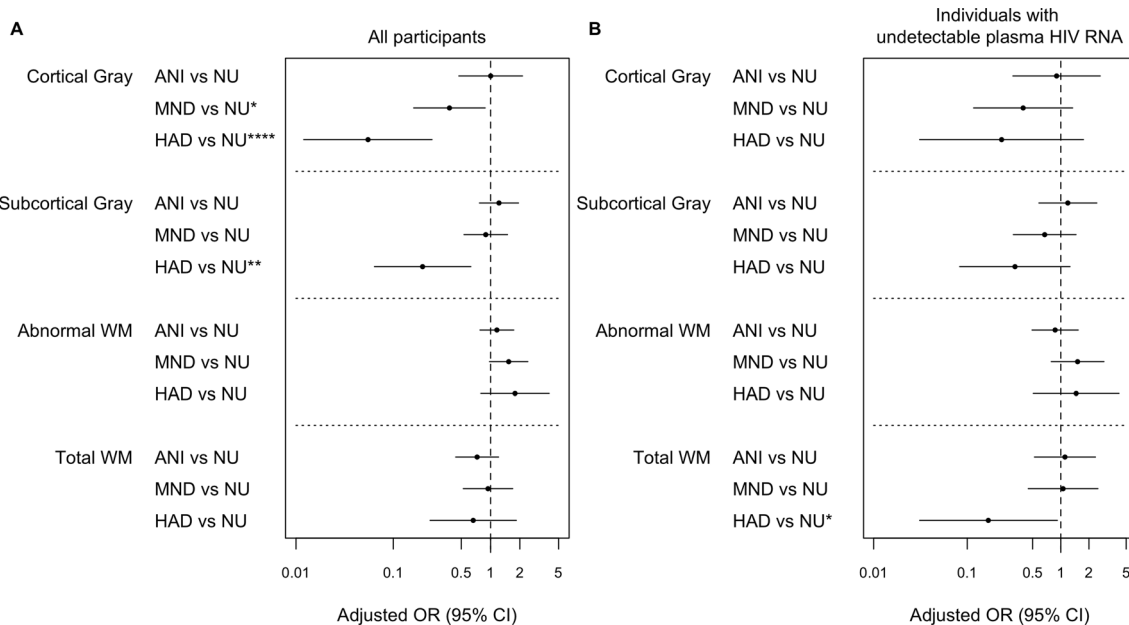 A
All participants
Cortical Gray ANI vs NU
MND vs NU*
HAD vs NU****
Subcortical Gray ANI vs NU
MND vs NU
HAD vs NU**
Abnormal WM ANI vs NU
MND vs NU
HAD vs NU
Total WM ANI vs NU
MND vs NU
HAD vs NU
0.01 0.1 0.5 1 2 5
Adjusted OR (95% CI)
B
Individuals with
undetectable plasma HIV RNA
Cortical Gray ANI vs NU
MND vs NU
HAD vs NU
Subcortical Gray ANI vs NU
MND vs NU
HAD vs NU
Abnormal WM ANI vs NU
MND vs NU
HAD vs NU
Total WM ANI vs NU
MND vs NU
HAD vs NU*
0.01 0.1 0.5 1 2 5
Adjusted OR (95% CI)